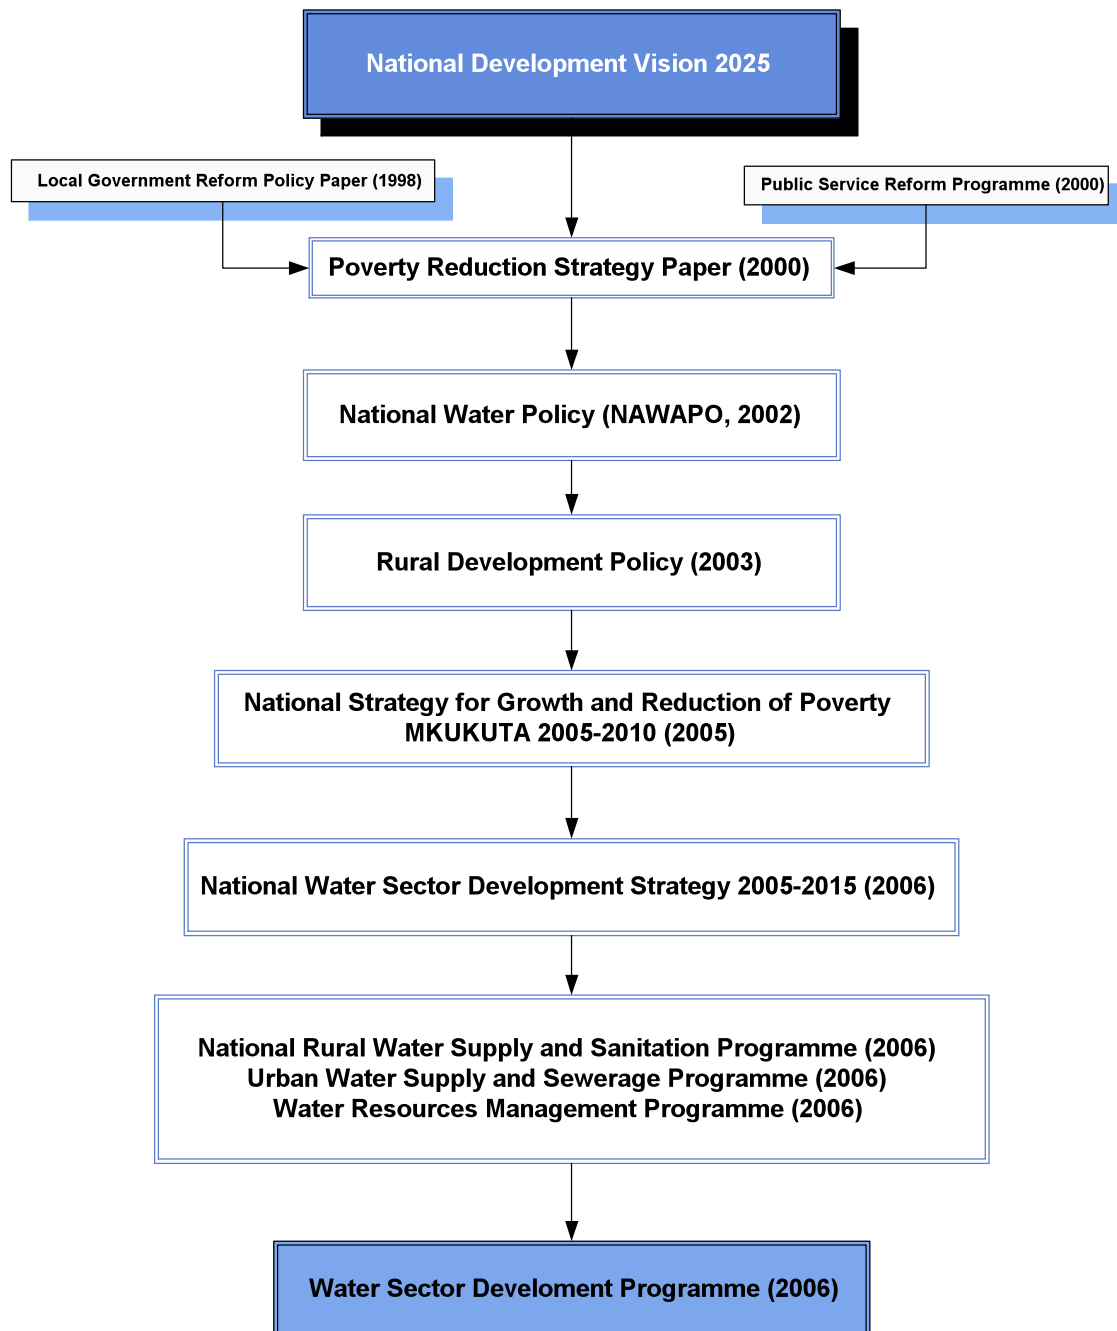 National Development Vision 2025
Local Government Reform Policy Paper (1998)
Public Service Reform Programme (2000)
Poverty Reduction Strategy Paper (2000)
National Water Policy (NAWAPO, 2002)
Rural Development Policy (2003)
National Strategy for Growth and Reduction of Poverty
MKUKUTA 2005-2010 (2005)
National Water Sector Development Strategy 2005-2015 (2006)
National Rural Water Supply and Sanitation Programme (2006)
Urban Water Supply and Sewerage Programme (2006)
Water Resources Management Programme (2006)
Water Sector Develoment Programme (2006)